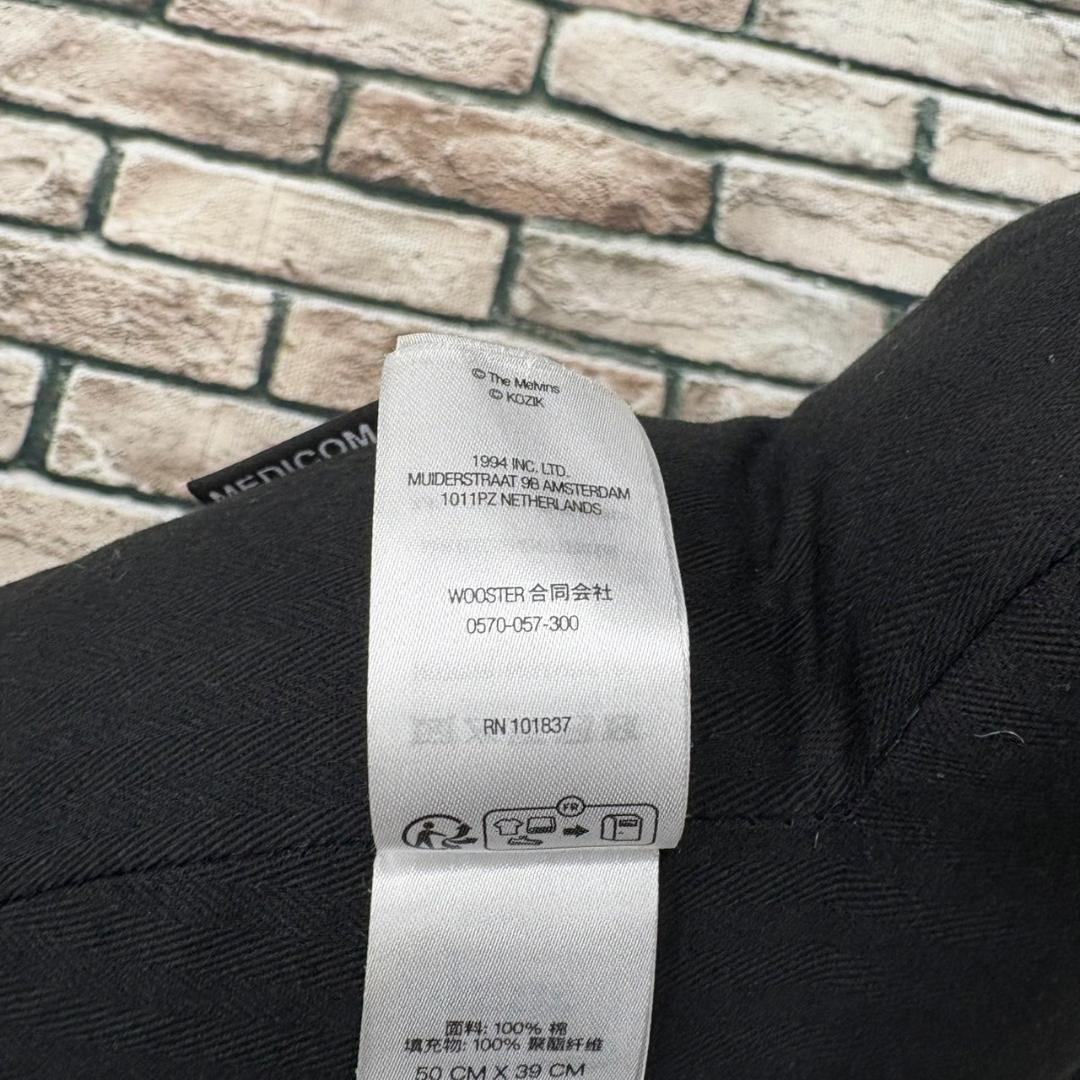 © The Melvins
© KOZIK
MEDICOM
1994 INC. LTD.
MUIDERSTRAAT 9B AMSTERDAM
1011PZ NETHERLANDS
WOOSTER 合同会社
0570-057-300
RN 101837
FR
面料: 100% 棉
填充物: 100% 聚酯纤维
50 CM X 39 CM